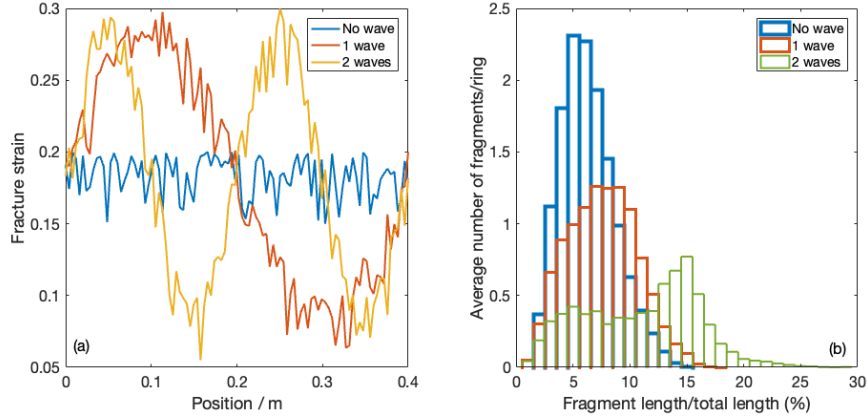 0.3
0.25
0.2
0.15
0.1
0.05
Fracture strain
0
0.1
0.2
0.3
0.4
Position / m
No wave
1 wave
2 waves
(a)
2.5
2
1.5
1
0.5
0
Average number of fragments/ring
0
5
10
15
20
25
30
Fragment length/total length (%)
No wave
1 wave
2 waves
(b)